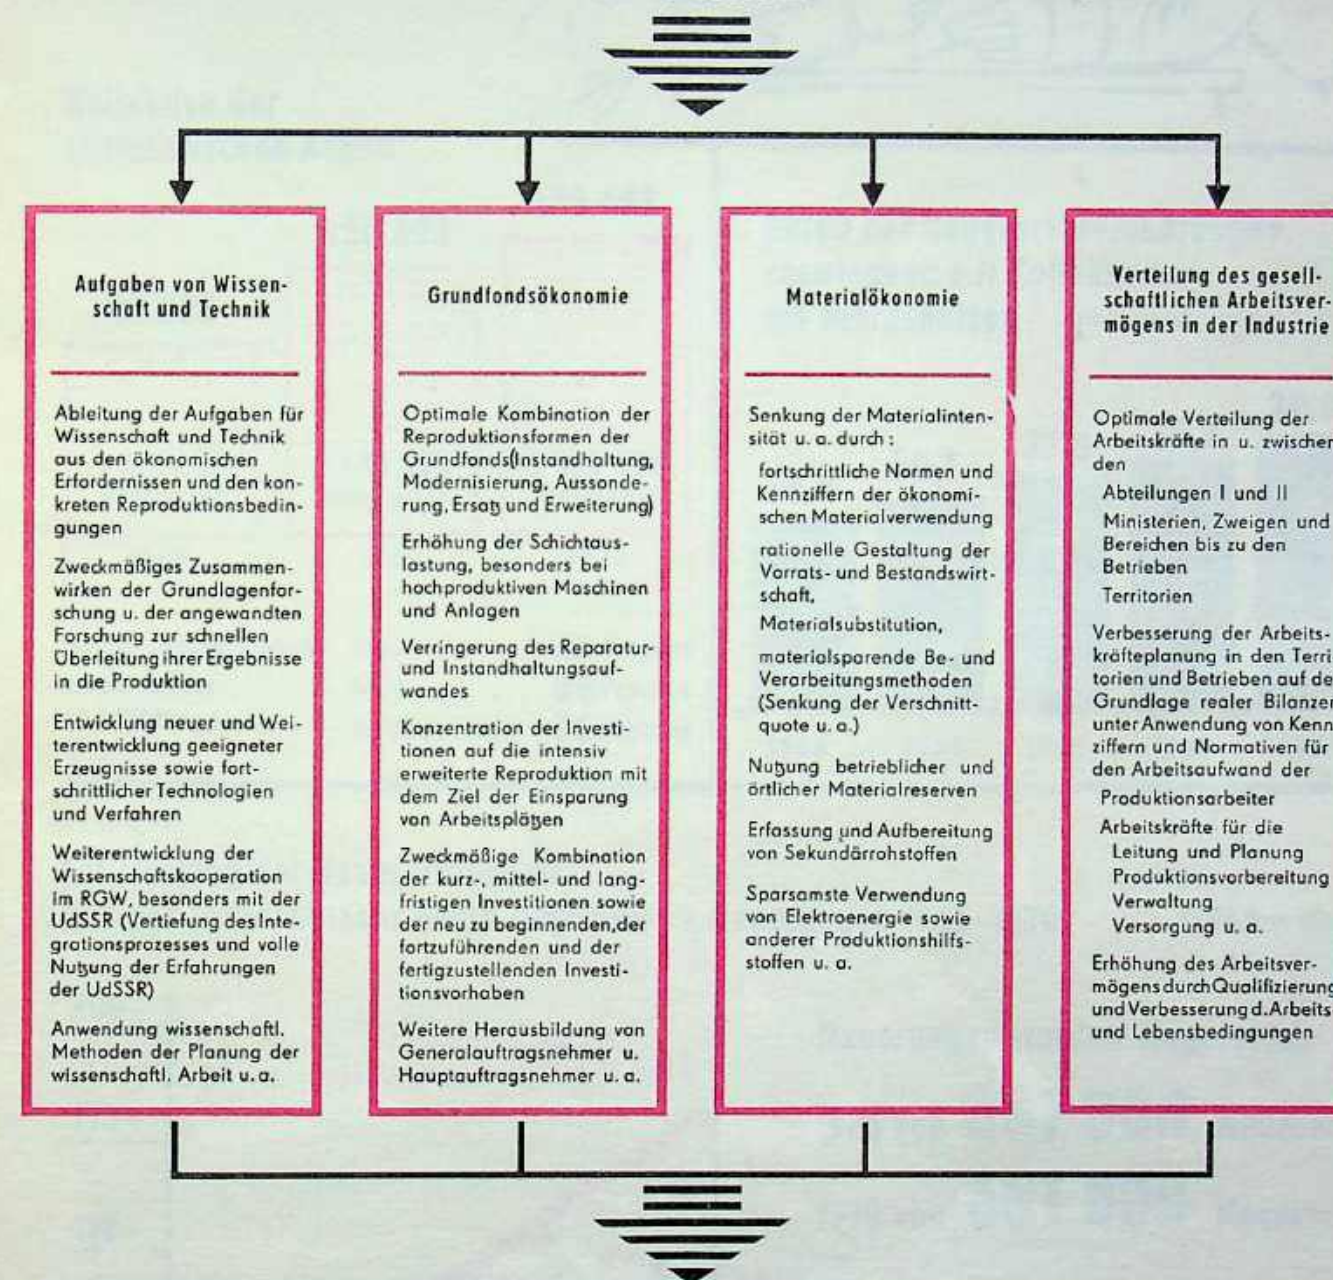 Aufgaben von Wissen-
schaft und Technik
Ableitung der Aufgaben für
Wissenschaft und Technik
aus den ökonomischen
Erfordernissen und den kon-
kreten Reproduktionsbedin-
gungen
Zweckmäßiges Zusammen-
wirken der Grundlagenfor-
schung u. der angewandten
Forschung zur schnellen
Überleitung ihrer Ergebnisse
in die Produktion
Entwicklung neuer und Wei-
terentwicklung geeigneter
Erzeugnisse sowie fort-
schrittlicher Technologien
und Verfahren
Weiterentwicklung der
Wissenschaftskooperation
im RGW, besonders mit der
UdSSR (Vertiefung des Inte-
grationsprozesses und volle
Nutzung der Erfahrungen
der UdSSR)
Anwendung wissenschaftl.
Methoden der Planung der
wissenschaftl. Arbeit u. a.
Grundfondsökonomie
Optimale Kombination der
Reproduktionsformen der
Grundfonds(Instandhaltung,
Modernisierung, Aussonde-
rung, Ersatz und Erweiterung)
Erhöhung der Schichtaus-
lastung, besonders bei
hochproduktiven Maschinen
und Anlagen
Verringerung des Reparatur-
und Instandhaltungsauf-
wandes
Konzentration der Investi-
tionen auf die intensiv
erweiterte Reproduktion mit
dem Ziel der Einsparung
von Arbeitsplätzen
Zweckmäßige Kombination
der kurz-, mittel- und lang-
fristigen Investitionen sowie
der neu zu beginnenden,der
fortzuführenden und der
fertigzustellenden Investi-
tionsvorhaben
Weitere Herausbildung von
Generalauftragsnehmer u.
Hauptauftragsnehmer u. a.
Materialökonomie
Senkung der Materialinten-
sität u. a. durch :
fortschrittliche Normen und
Kennziffern der ökonomi-
schen Materialverwendung
rationelle Gestaltung der
Vorrats- und Bestandswirt-
schaft,
Materialsubstitution,
materialsparende Be- und
Verarbeitungsmethoden
(Senkung der Verschnitt-
quote u. a.)
Nutzung betrieblicher und
örtlicher Materialreserven
Erfassung und Aufbereitung
von Sekundärrohstoffen
Sparsamste Verwendung
von Elektroenergie sowie
anderer Produktionshilfs-
stoffen u. a.
Verteilung des gesell-
schaftlichen Arbeitsver-
mögens in der Industrie
Optimale Verteilung der
Arbeitskräfte in u. zwischen
den
Abteilungen I und II
Ministerien, Zweigen und
Bereichen bis zu den
Betrieben
Territorien
Verbesserung der Arbeits-
kräfteplanung in den Terri
torien und Betrieben auf de
Grundlage realer Bilanzen
unter Anwendung von Kenn
ziffern und Normativen für
den Arbeitsaufwand der
Produktionsarbeiter
Arbeitskräfte für die
Leitung und Planung
Produktionsvorbereitung
Verwaltung
Versorgung u. a.
Erhöhung des Arbeitsver-
mögens durch Qualifizierung
und Verbesserung d. Arbeits
und Lebensbedingungen